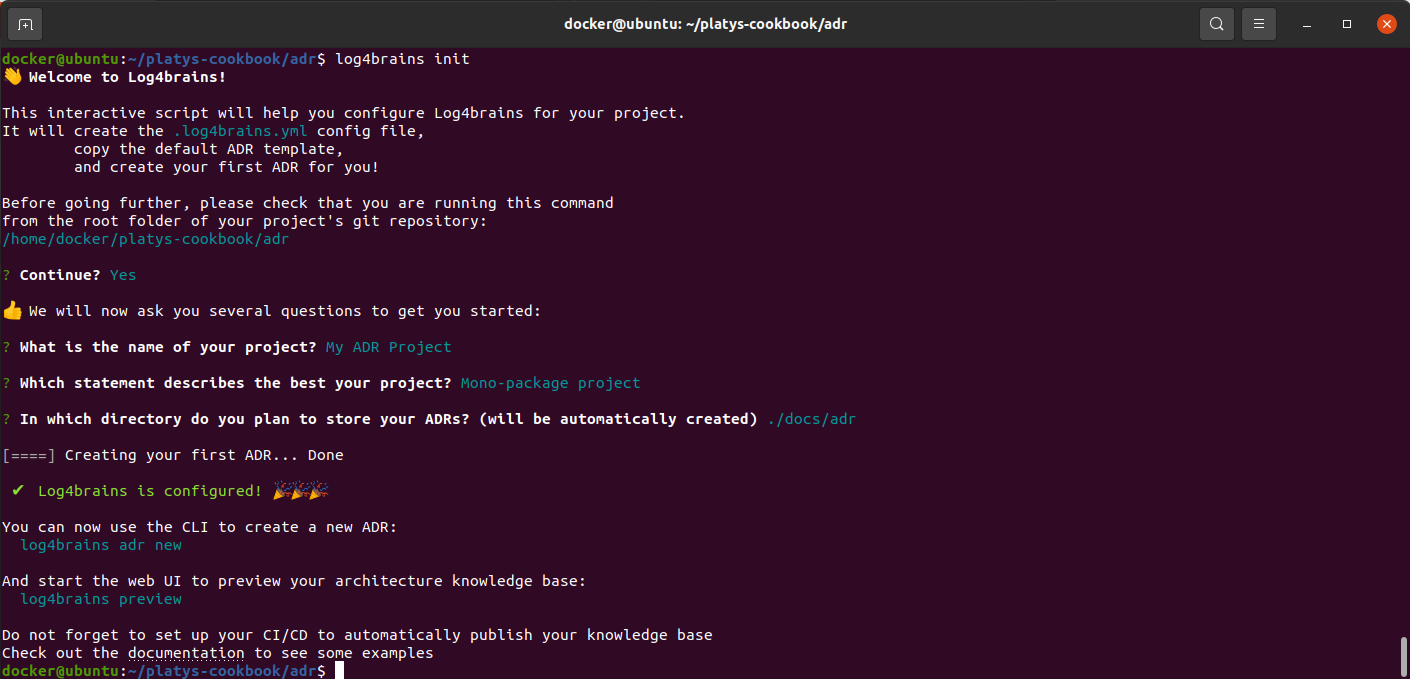 docker@ubuntu: ~/platys-cookbook/adr
docker@ubuntu:~/platys-cookbook/adr$ log4brains init
👋 Welcome to Log4brains!
This interactive script will help you configure Log4brains for your project.
It will create the .log4brains.yml config file,
copy the default ADR template,
and create your first ADR for you!
Before going further, please check that you are running this command
from the root folder of your project's git repository:
/home/docker/platys-cookbook/adr
? Continue? Yes
👍 We will now ask you several questions to get you started:
? What is the name of your project? My ADR Project
? Which statement describes the best your project? Mono-package project
? In which directory do you plan to store your ADRs? (will be automatically created) ./docs/adr
[====] Creating your first ADR... Done
✔ Log4brains is configured! 🎉🎉🎉
You can now use the CLI to create a new ADR:
log4brains adr new
And start the web UI to preview your architecture knowledge base:
log4brains preview
Do not forget to set up your CI/CD to automatically publish your knowledge base
Check out the documentation to see some examples
docker@ubuntu:~/platys-cookbook/adr$